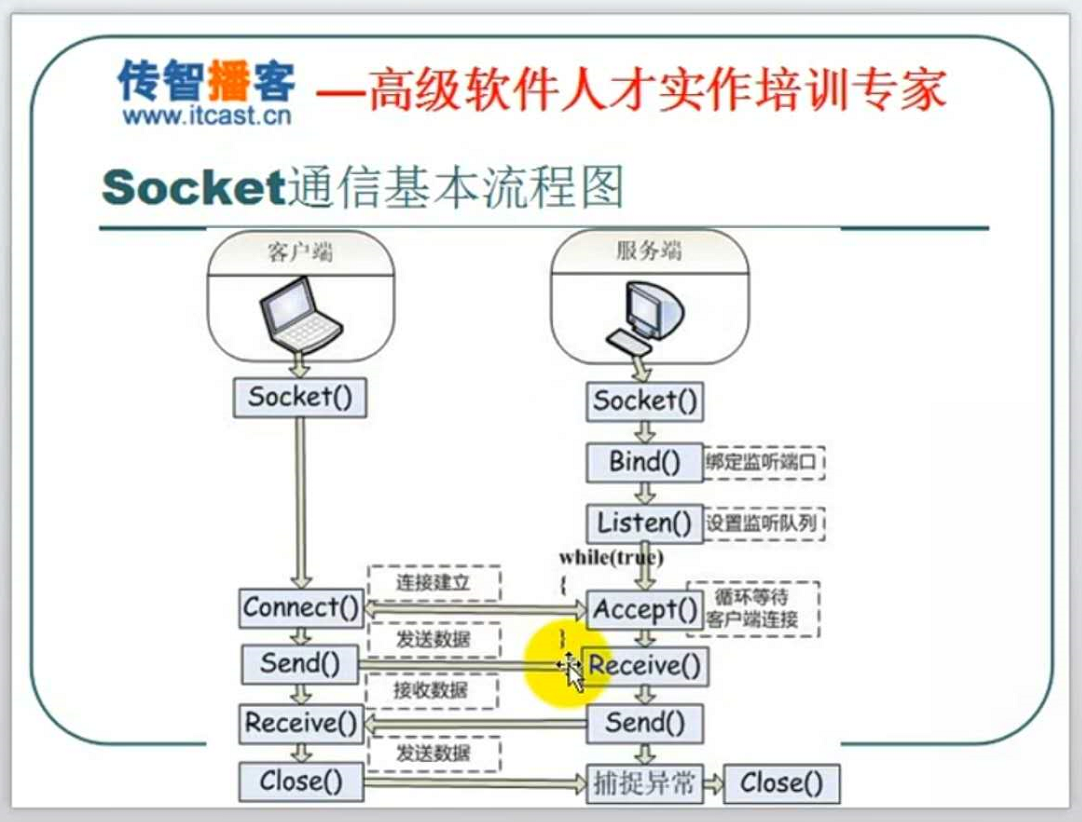 传智播客 —高级软件人才实作培训专家
www.itcast.cn
Socket通信基本流程图
客户端
服务端
Socket()
Socket()
Bind()
绑定监听端口
Listen()
设置监听队列
while(true)
{
连接建立
Connect()
Accept()
循环等待
客户端连接
}
发送数据
Send()
Receive()
接收数据
Receive()
Send()
发送数据
Close()
捕捉异常
Close()